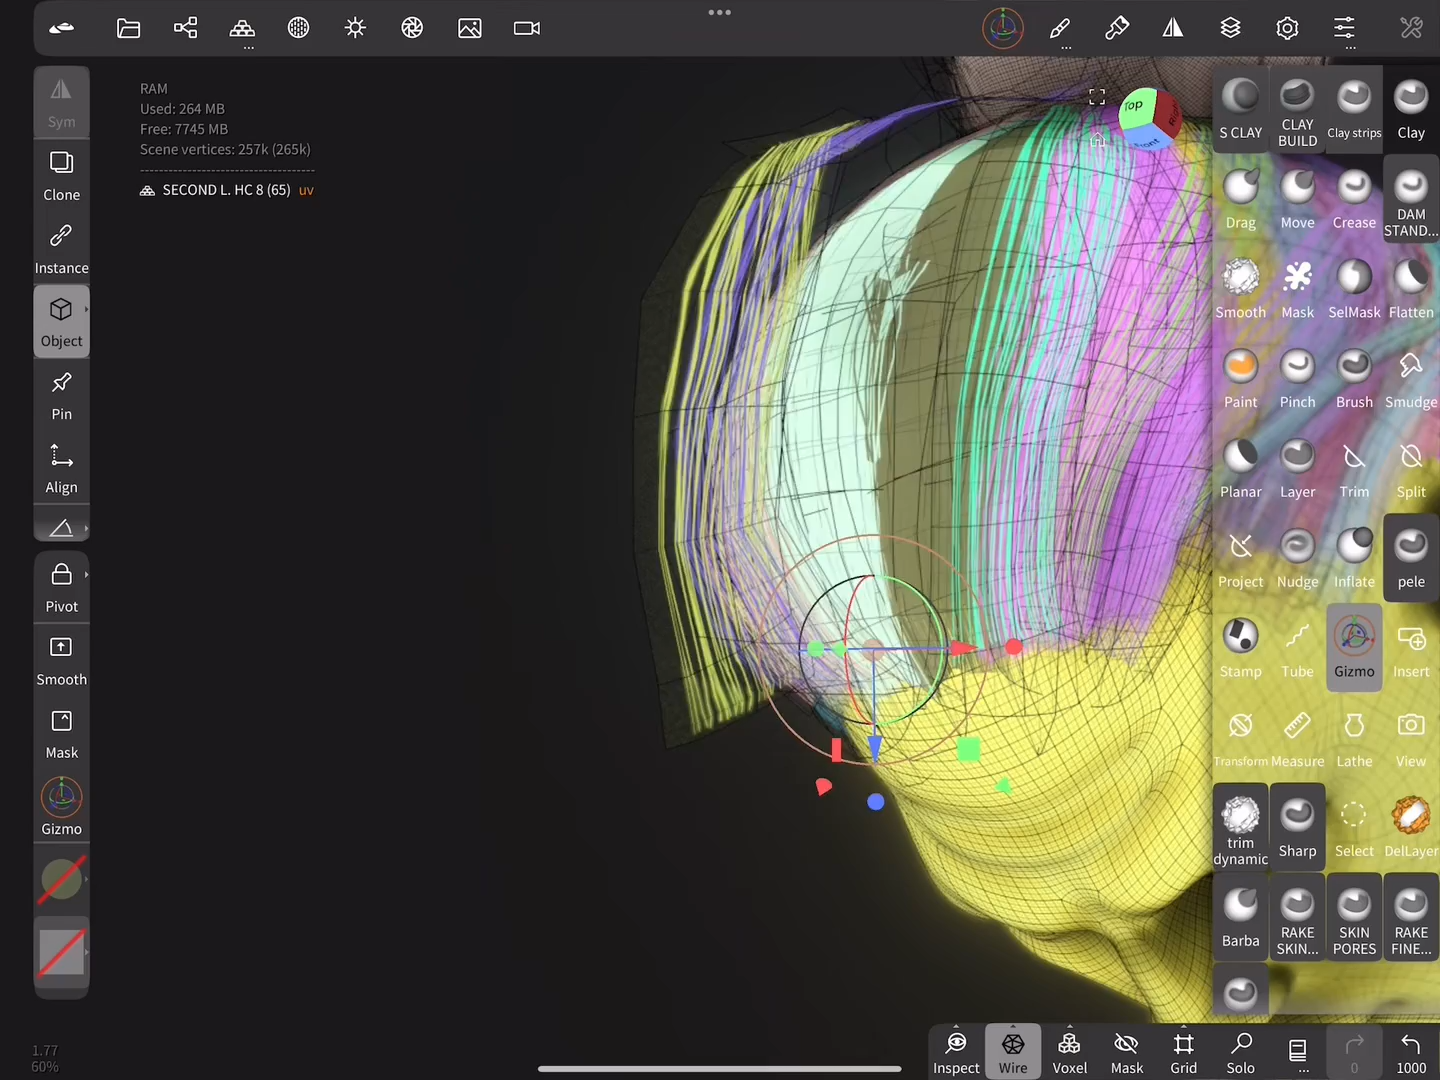 RAM
Used: 264 MB
Free: 7745 MB
Scene vertices: 257k (265k)
SECOND L. HC 8 (65) uv
Sym
Clone
Instance
Object
Pin
Align
Pivot
Smooth
Mask
Gizmo
1.77
60%
Top
Right
Front
S CLAY
CLAY BUILD
Clay strips
Clay
Drag
Move
Crease
DAM STAND...
Smooth
Mask
SelMask
Flatten
Paint
Pinch
Brush
Smudge
Planar
Layer
Trim
Split
Project
Nudge
Inflate
pele
Stamp
Tube
Gizmo
Insert
Transform
Measure
Lathe
View
trim dynamic
Sharp
Select
DelLayer
Barba
RAKE SKIN...
SKIN PORES
RAKE FINE...
Inspect
Wire
Voxel
Mask
Grid
Solo
...
0
1000